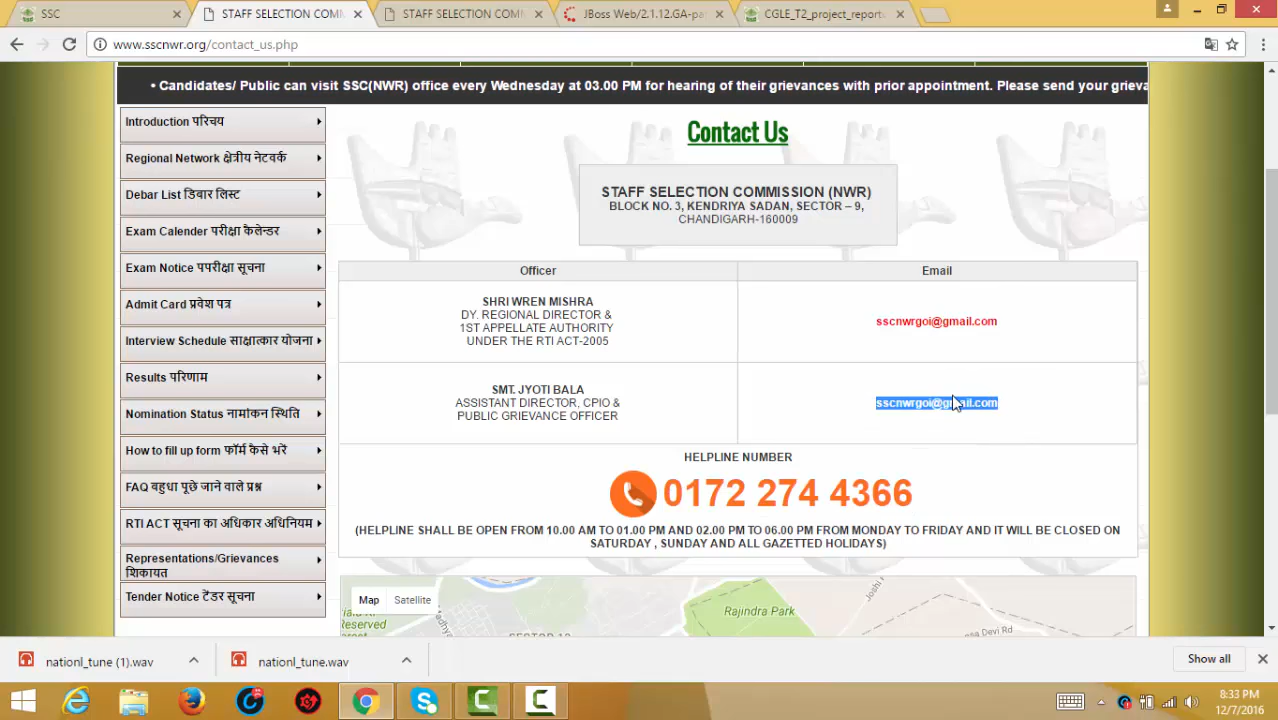 SSC
STAFF SELECTION COMM
STAFF SELECTION COMM
JBoss Web/2.1.12.GA-pa
CGLE_T2_project_reports
www.sscnwr.org/contact_us.php
• Candidates/ Public can visit SSC(NWR) office every Wednesday at 03.00 PM for hearing of their grievances with prior appointment. Please send your grieva
Introduction परिचय
Regional Network क्षेत्रीय नेटवर्क
Debar List डिबार लिस्ट
Exam Calender परीक्षा कैलेन्डर
Exam Notice पपरीक्षा सूचना
Admit Card प्रवेश पत्र
Interview Schedule साक्षात्कार योजना
Results परिणाम
Nomination Status नामांकन स्थिति
How to fill up form फॉर्म कैसे भरें
FAQ बहुधा पूछे जाने वाले प्रश्न
RTI ACT सूचना का अधिकार अधिनियम
Representations/Grievances
शिकायत
Tender Notice टेंडर सूचना
Contact Us
STAFF SELECTION COMMISSION (NWR)
BLOCK NO. 3, KENDRIYA SADAN, SECTOR – 9,
CHANDIGARH-160009
Officer
Email
SHRI WREN MISHRA
DY. REGIONAL DIRECTOR &
1ST APPELLATE AUTHORITY
UNDER THE RTI ACT-2005
sscnwrgoi@gmail.com
SMT. JYOTI BALA
ASSISTANT DIRECTOR, CPIO &
PUBLIC GRIEVANCE OFFICER
sscnwrgoi@gmail.com
HELPLINE NUMBER
0172 274 4366
(HELPLINE SHALL BE OPEN FROM 10.00 AM TO 01.00 PM AND 02.00 PM TO 06.00 PM FROM MONDAY TO FRIDAY AND IT WILL BE CLOSED ON
SATURDAY , SUNDAY AND ALL GAZETTED HOLIDAYS)
Map
Satellite
Reserved
Rajindra Park
Joshi
Devi Rd
SECTOR 12
nationl_tune (1).wav
nationl_tune.wav
Show all
8:33 PM
12/7/2016